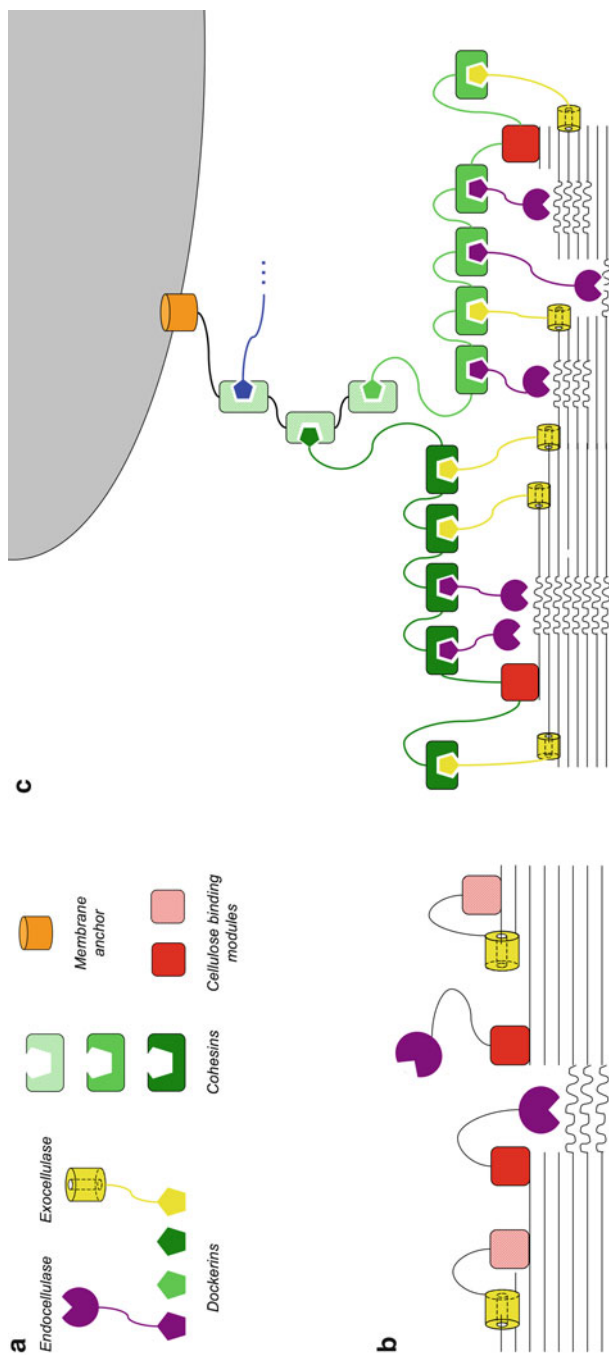 a
Endocellulase
Exocellulase
Dockerins
Cohesins
Membrane
anchor
Cellulose binding
modules
b
c
...